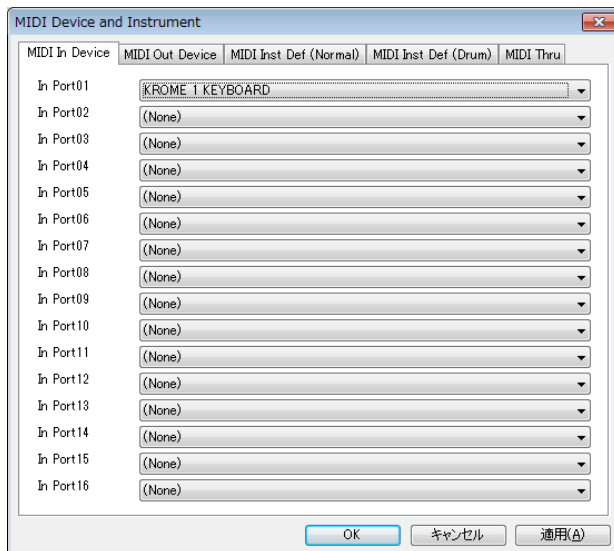 MIDI Device and Instrument
MIDI In Device MIDI Out Device MIDI Inst Def (Normal) MIDI Inst Def (Drum) MIDI Thru
In Port01 KROME 1 KEYBOARD
In Port02 (None)
In Port03 (None)
In Port04 (None)
In Port05 (None)
In Port06 (None)
In Port07 (None)
In Port08 (None)
In Port09 (None)
In Port10 (None)
In Port11 (None)
In Port12 (None)
In Port13 (None)
In Port14 (None)
In Port15 (None)
In Port16 (None)
OK キャンセル 適用(A)